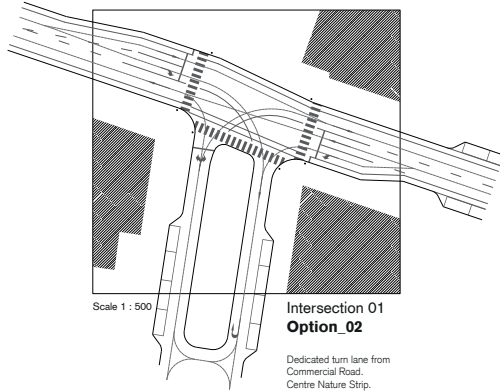 Scale 1 : 500
Intersection 01
Option_02
Dedicated turn lane from
Commercial Road.
Centre Nature Strip.